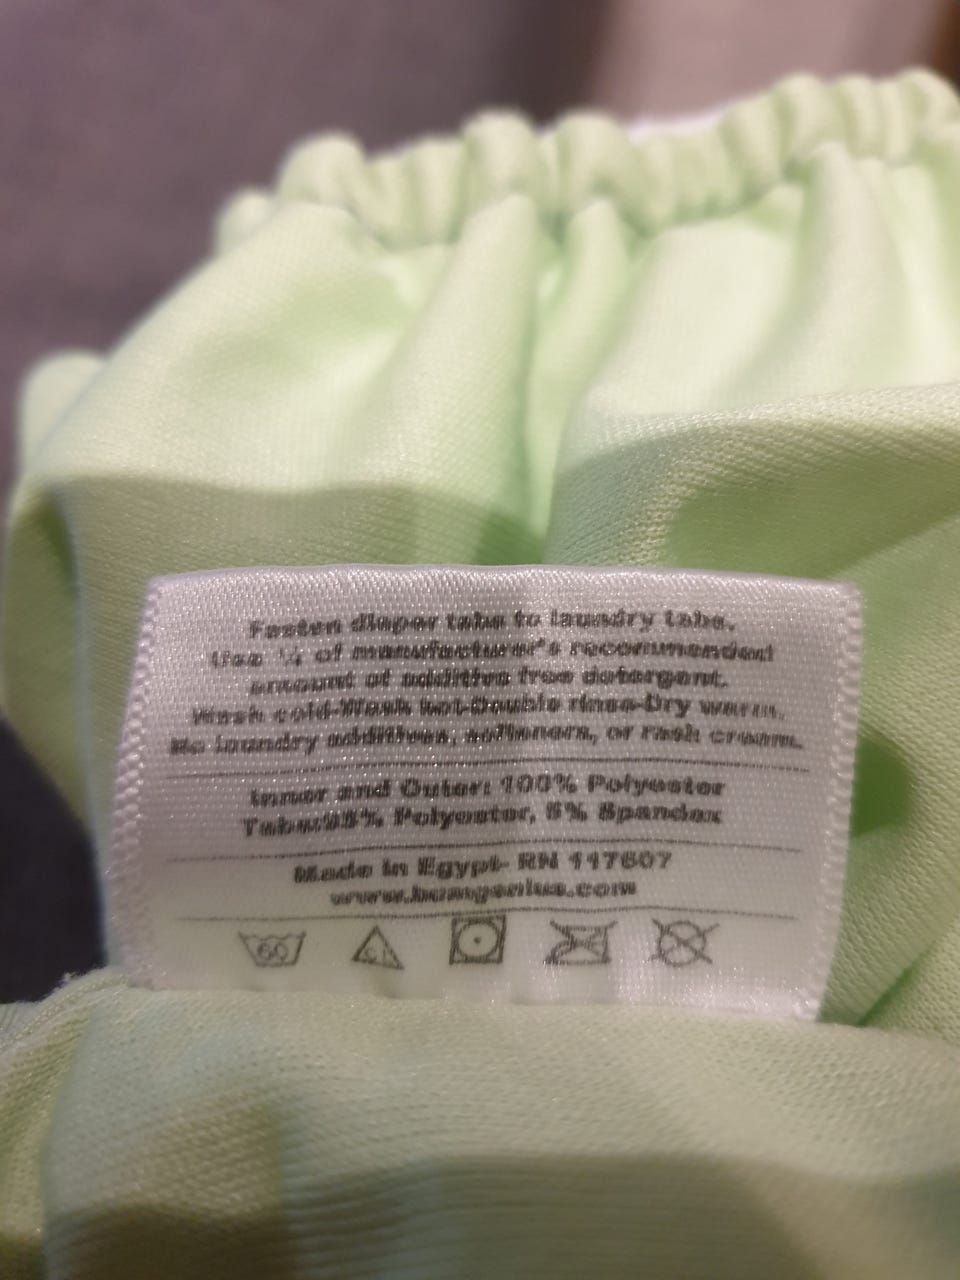 Fasten diaper tabs to laundry tabs.
Use ¼ of manufacturer's recommended
amount of additive free detergent.
Wash cold-Wash hot-Double rinse-Dry warm.
No laundry additives, softeners, or rash cream.
Inner and Outer: 100% Polyester
Tabs:95% Polyester, 5% Spandex
Made in Egypt- RN 117607
www.bumgenius.com
60 CL